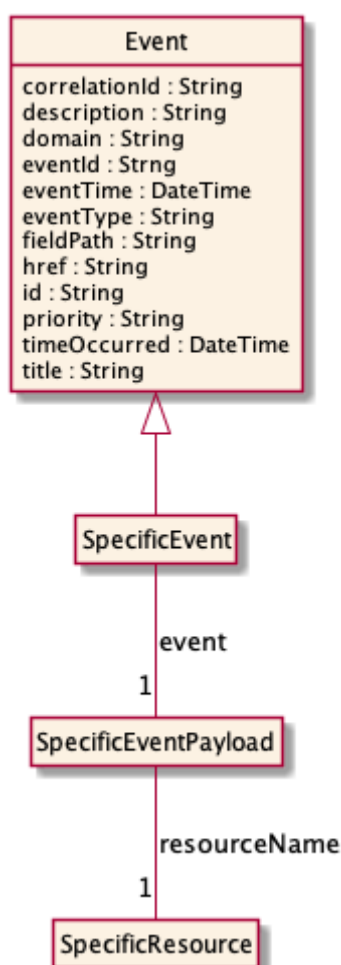 Event
correlationId : String
description : String
domain : String
eventId : Strng
eventTime : DateTime
eventType : String
fieldPath : String
href : String
id : String
priority : String
timeOccurred : DateTime
title : String
SpecificEvent
event
1
SpecificEventPayload
resourceName
1
SpecificResource